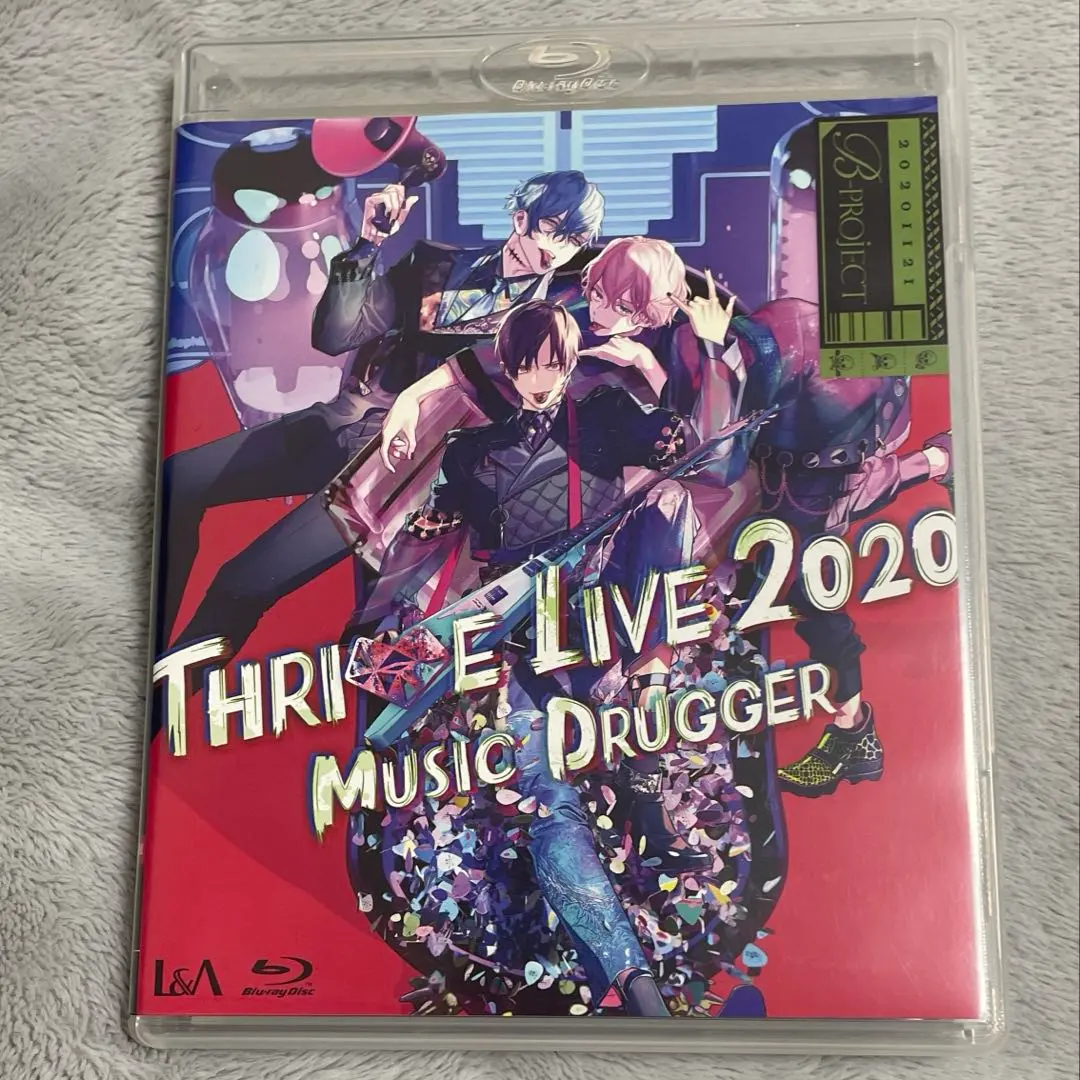 Blu-ray Disc
B-PROJECT
20201121
THRIVE LIVE 2020
MUSIC DRUGGER
L&A
Blu-ray Disc